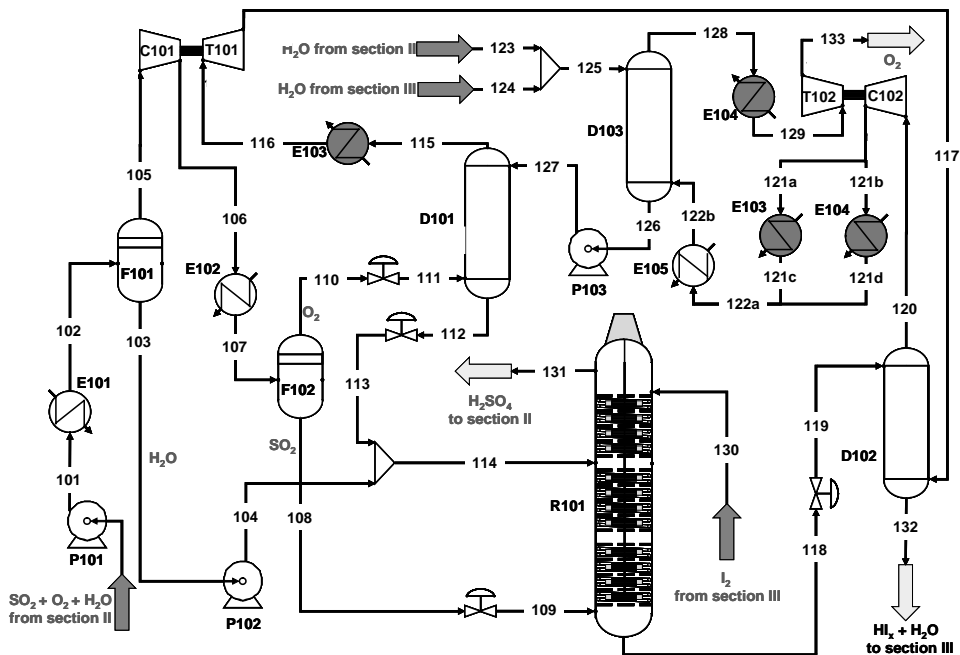 C101
T101
H₂O from section II
123
H₂O from section III
124
125
128
133
O₂
E104
129
T102
C102
D103
116
E103
115
127
126
122b
121a
121b
E103
E104
121c
121d
122a
E105
P103
117
105
106
D101
F101
E102
110
111
102
103
107
O₂
112
F102
113
131
H₂SO₄
to section II
120
E101
SO₂
101
H₂O
104
108
114
R101
130
119
D102
118
132
P101
P102
109
I₂
from section III
SO₂ + O₂ + H₂O
from section II
HIₓ + H₂O
to section III